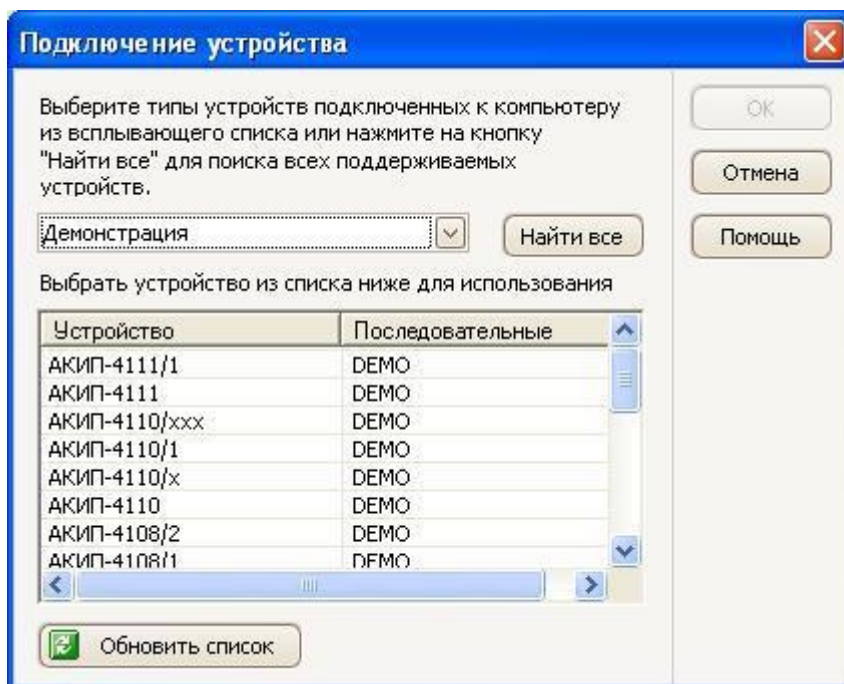 Подключение устройства
Выберите типы устройств подключенных к компьютеру
из всплывающего списка или нажмите на кнопку
"Найти все" для поиска всех поддерживаемых
устройств.
OK
Отмена
Помощь
Демонстрация
Найти все
Выбрать устройство из списка ниже для использования
Устройство Последовательные
АКИП-4111/1 DEMO
АКИП-4111 DEMO
АКИП-4110/xxx DEMO
АКИП-4110/1 DEMO
АКИП-4110/x DEMO
АКИП-4110 DEMO
АКИП-4108/2 DEMO
АКИП-4108/1 DEMO
Обновить список